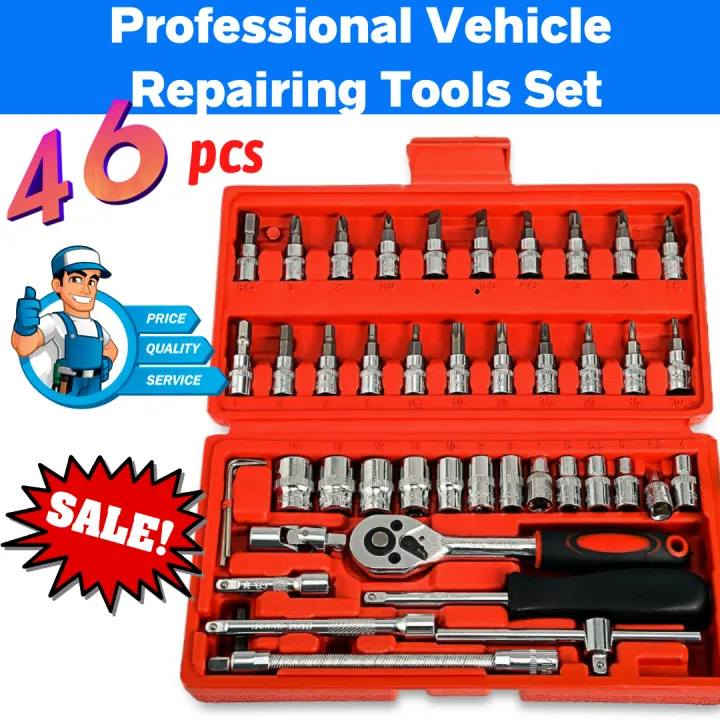 Professional Vehicle
Repairing Tools Set
46 pcs
PRICE
QUALITY
SERVICE
SALE!